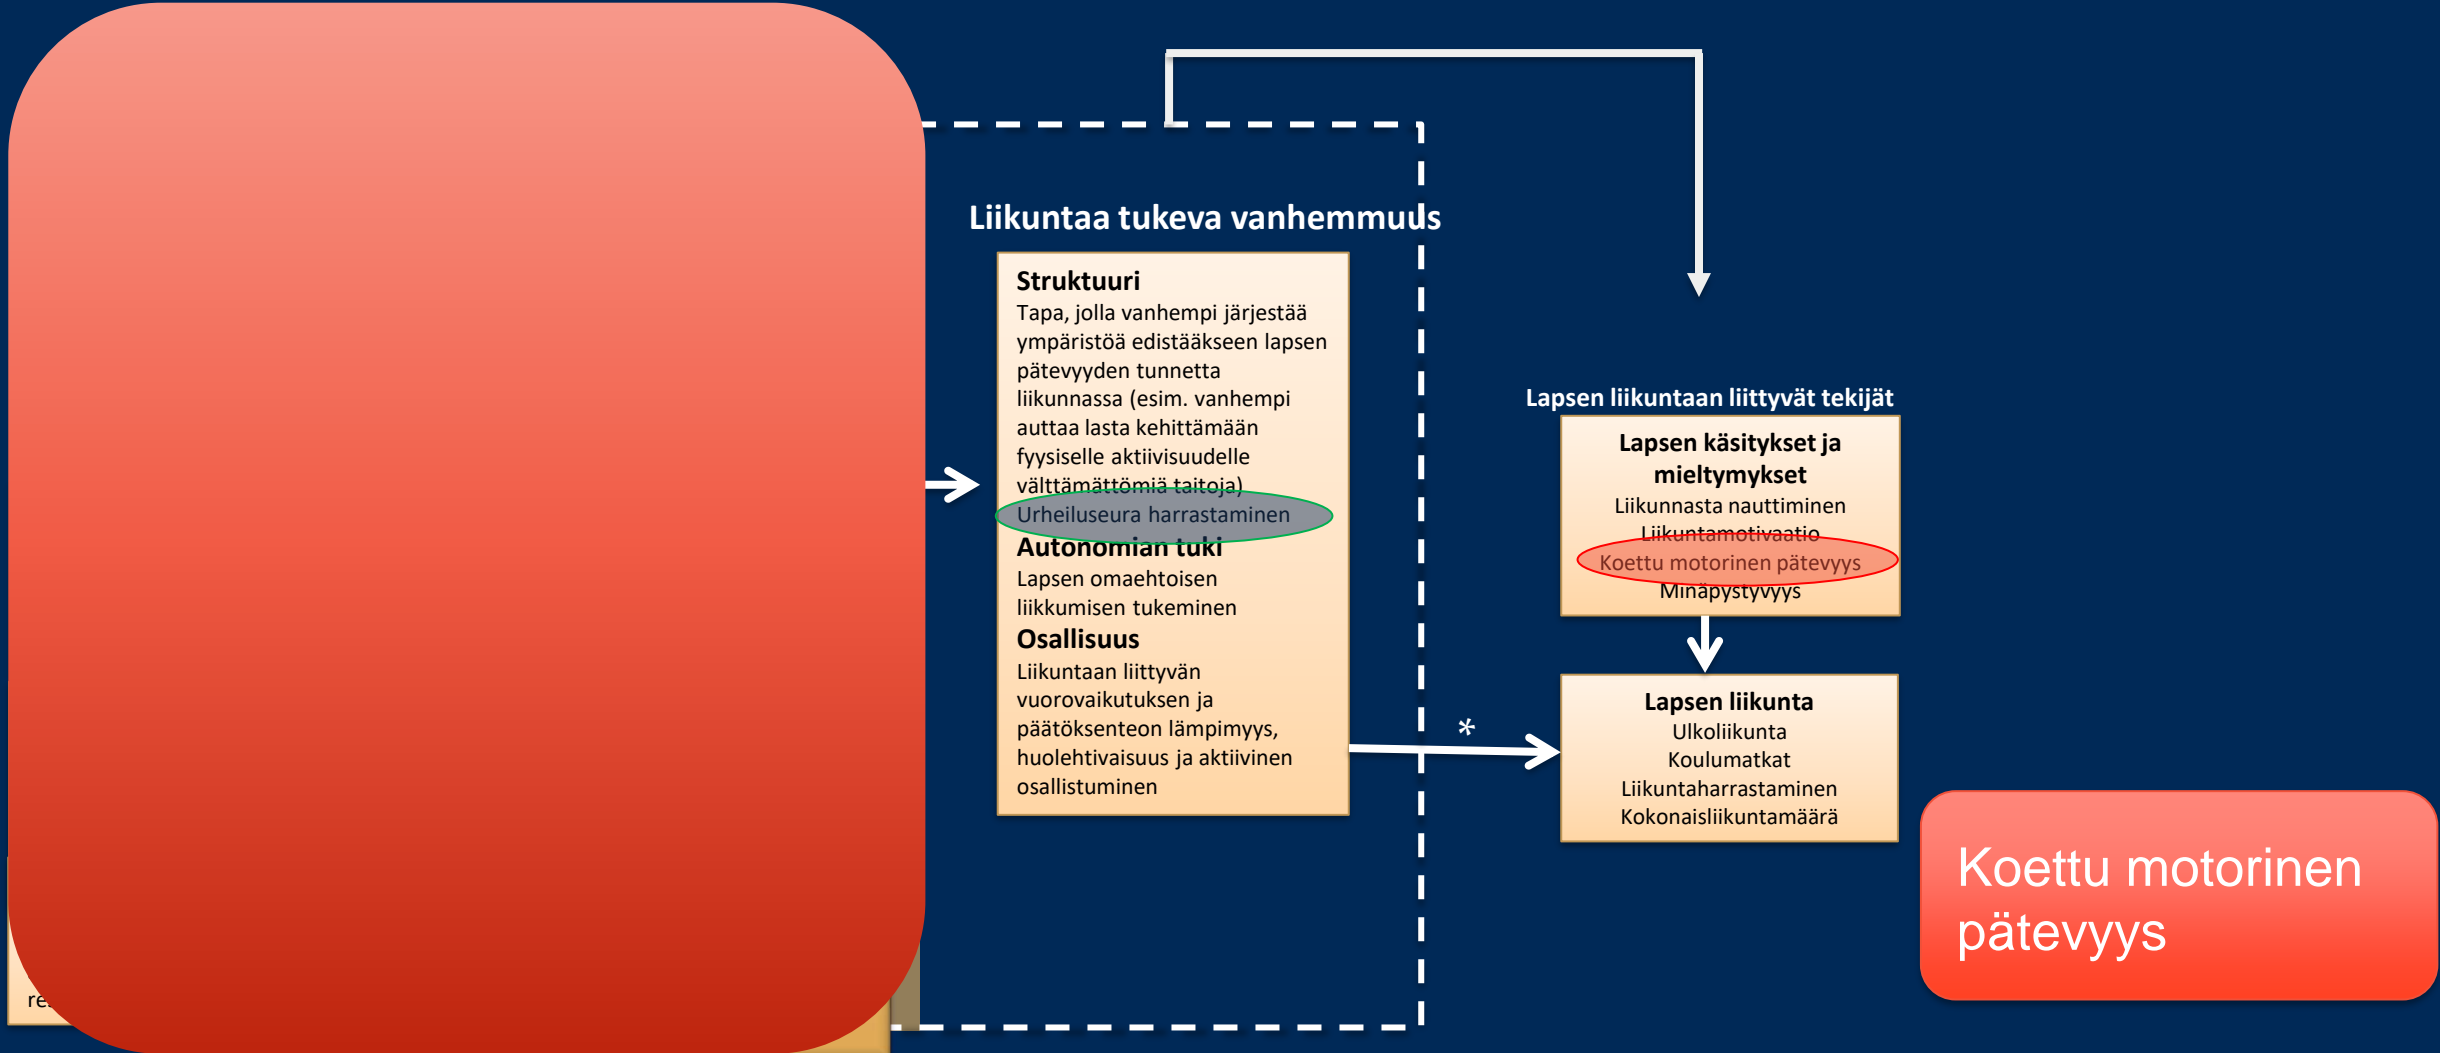 Liikuntaa tukeva vanhemmuus
Struktuuri
Tapa, jolla vanhempi järjestää
ympäristöä edistääkseen lapsen
pätevyyden tunnetta
liikunnassa (esim. vanhempi
auttaa lasta kehittämään
fyysiselle aktiivisuudelle
välttämättömiä taitoja)
Urheiluseura harrastaminen
Autonomian tuki
Lapsen omaehtoisen
liikkumisen tukeminen
Osallisuus
Liikuntaan liittyvän
vuorovaikutuksen ja
päätöksenteon lämpimyys,
huolehtivaisuus ja aktiivinen
osallistuminen
*
Lapsen liikuntaan liittyvät tekijät
Lapsen käsitykset ja
mieltymykset
Liikunnasta nauttiminen
Liikuntamotivaatio
Koettu motorinen pätevyys
Minäpystyvyys
Lapsen liikunta
Ulkoliikunta
Koulumatkat
Liikuntaharrastaminen
Kokonaisliikuntamäärä
Koettu motorinen
pätevyys